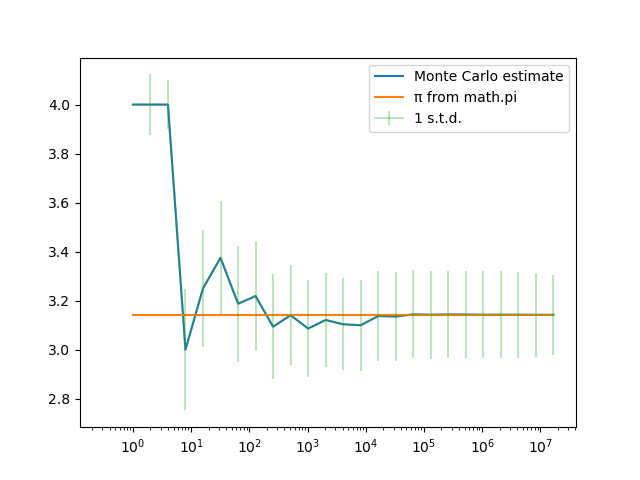 Monte Carlo estimate
π from math.pi
1 s.t.d.
4.0
3.8
3.6
3.4
3.2
3.0
2.8
10⁰ 10¹ 10² 10³ 10⁴ 10⁵ 10⁶ 10⁷